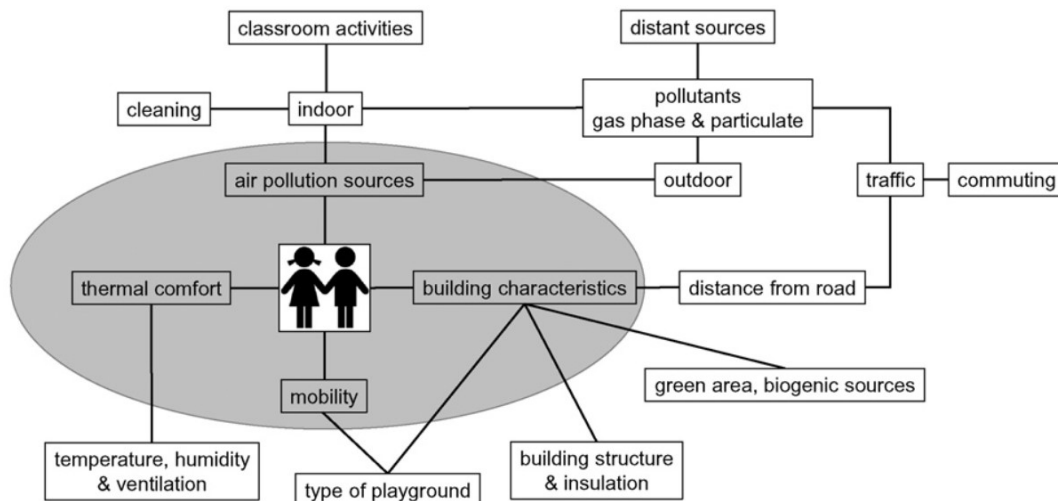 classroom activities
distant sources
cleaning
indoor
pollutants
gas phase & particulate
air pollution sources
outdoor
traffic
commuting
thermal comfort
building characteristics
distance from road
mobility
green area, biogenic sources
temperature, humidity
& ventilation
type of playground
building structure
& insulation